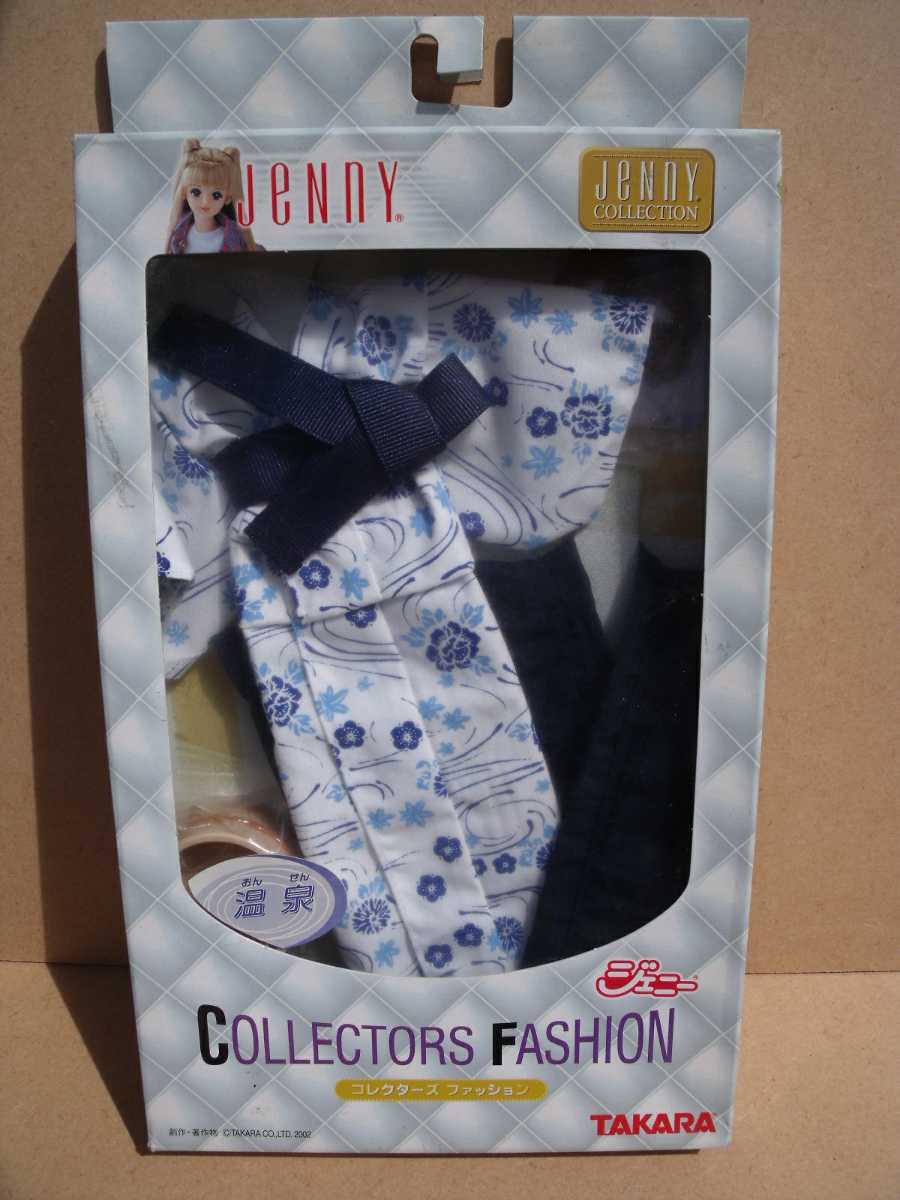 JeNNY®
JeNNY
COLLECTION
おん せん
温泉
ジェニー
COLLECTORS FASHION
コレクターズ ファッション
創作・著作物 ©TAKARA CO.,LTD. 2002
TAKARA